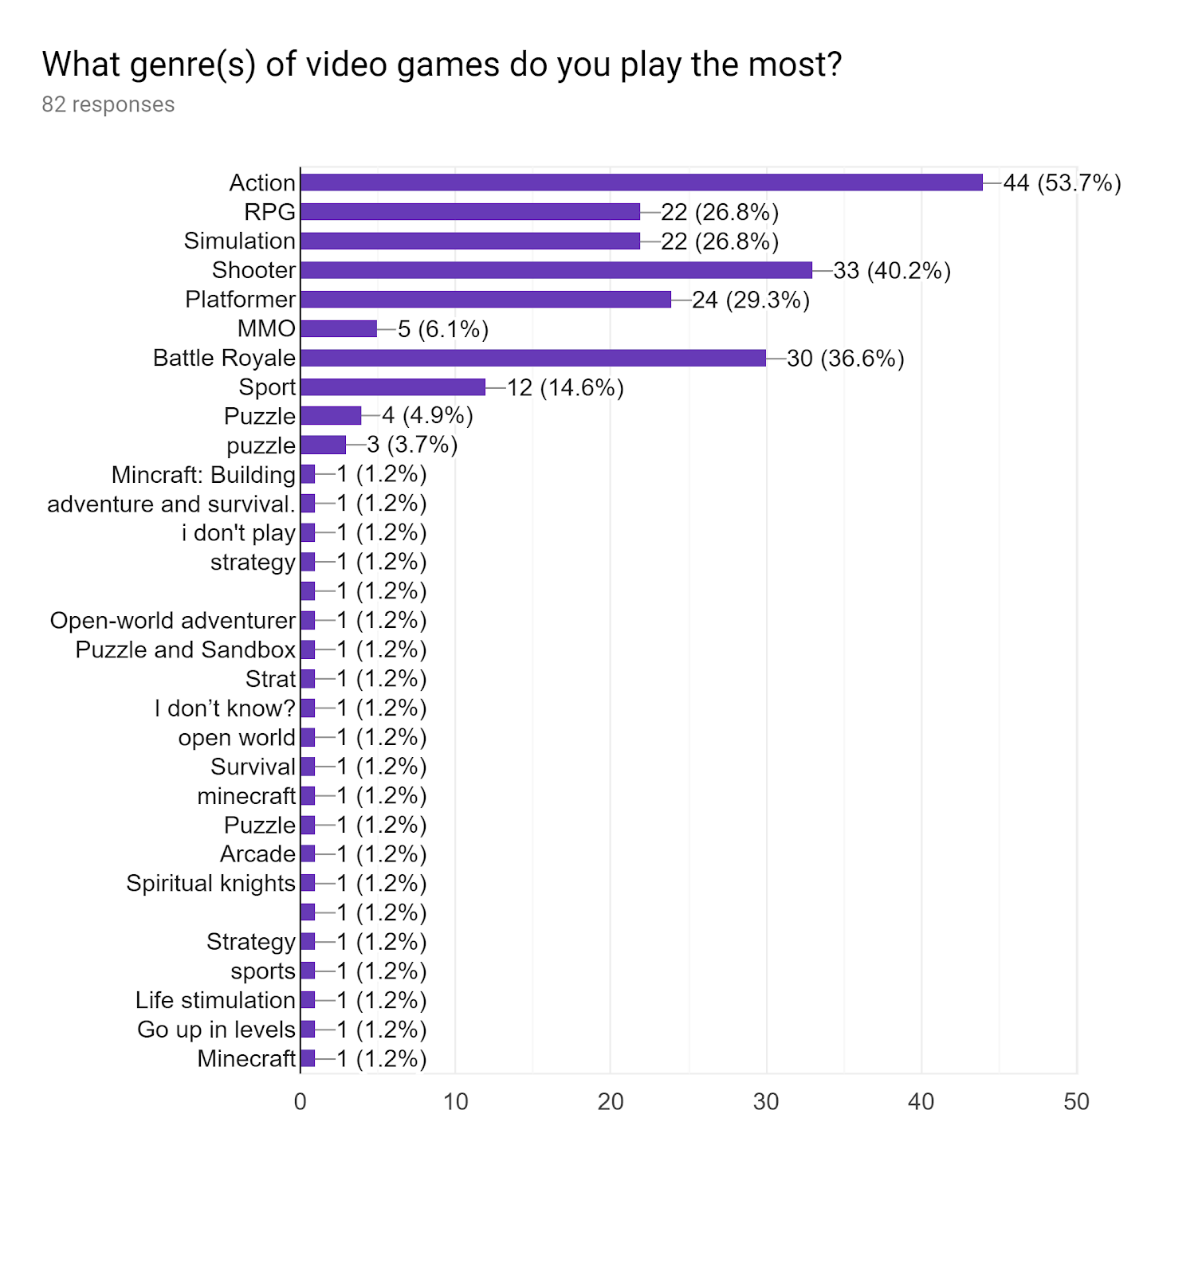 What genre(s) of video games do you play the most?
82 responses
Action 44 (53.7%)
RPG 22 (26.8%)
Simulation 22 (26.8%)
Shooter 33 (40.2%)
Platformer 24 (29.3%)
MMO 5 (6.1%)
Battle Royale 30 (36.6%)
Sport 12 (14.6%)
Puzzle 4 (4.9%)
puzzle 3 (3.7%)
Mincraft: Building 1 (1.2%)
adventure and survival. 1 (1.2%)
i don't play 1 (1.2%)
strategy 1 (1.2%)
1 (1.2%)
Open-world adventurer 1 (1.2%)
Puzzle and Sandbox 1 (1.2%)
Strat 1 (1.2%)
I don’t know? 1 (1.2%)
open world 1 (1.2%)
Survival 1 (1.2%)
minecraft 1 (1.2%)
Puzzle 1 (1.2%)
Arcade 1 (1.2%)
Spiritual knights 1 (1.2%)
1 (1.2%)
Strategy 1 (1.2%)
sports 1 (1.2%)
Life stimulation 1 (1.2%)
Go up in levels 1 (1.2%)
Minecraft 1 (1.2%)
0 10 20 30 40 50